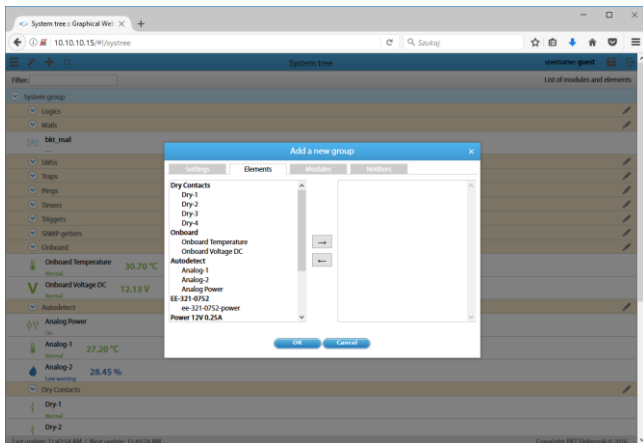 System tree :: Graphical Wel
10.10.10.15/#!/systree
Szukaj
System tree
username: guest
Filter:
List of modules and elements
System group
Logics
Mails
bkt_mail
SMSs
Traps
Pings
Timers
Triggers
SNMP getters
Onboard
Onboard Temperature
30.70 °C
Normal
Onboard Voltage DC
12.13 V
Normal
Autodetect
Analog Power
On
Analog-1
27.20 °C
Normal
Analog-2
28.45 %
Low warning
Dry Contacts
Dry-1
Normal
Dry-2
Add a new group
Settings
Elements
Modules
Notifiers
Dry Contacts
Dry-1
Dry-2
Dry-3
Dry-4
Onboard
Onboard Temperature
Onboard Voltage DC
Autodetect
Analog-1
Analog-2
Analog Power
EE-321-0752
ee-321-0752-power
Power 12V 0.25A
OK
Cancel
Copyright: BKT Elektronik © 2016